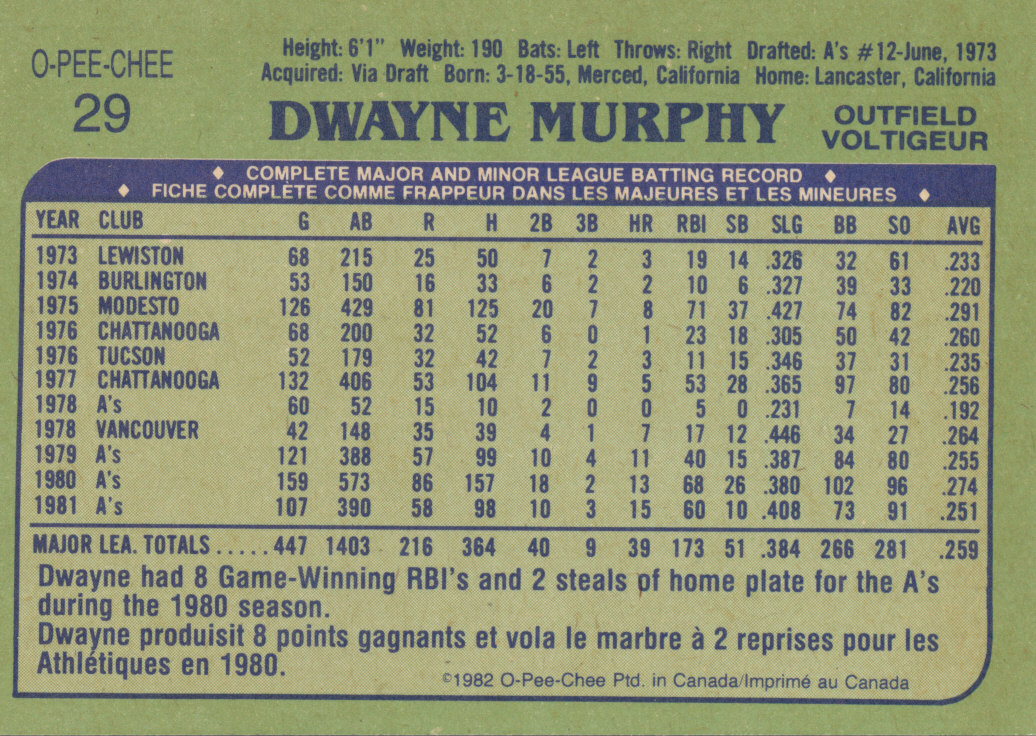 O-PEE-CHEE
29
Height: 6'1" Weight: 190 Bats: Left Throws: Right Drafted: A's #12-June, 1973
Acquired: Via Draft Born: 3-18-55, Merced, California Home: Lancaster, California
DWAYNE MURPHY
OUTFIELD
VOLTIGEUR
♦ COMPLETE MAJOR AND MINOR LEAGUE BATTING RECORD ♦
♦ FICHE COMPLÈTE COMME FRAPPEUR DANS LES MAJEURES ET LES MINEURES ♦
YEAR CLUB G AB R H 2B 3B HR RBI SB SLG BB SO AVG
1973 LEWISTON 68 215 25 50 7 2 3 19 14 .326 32 61 .233
1974 BURLINGTON 53 150 16 33 6 2 2 10 6 .327 39 33 .220
1975 MODESTO 126 429 81 125 20 7 8 71 37 .427 74 82 .291
1976 CHATTANOOGA 68 200 32 52 6 0 1 23 18 .305 50 42 .260
1976 TUCSON 52 179 32 42 7 2 3 11 15 .346 37 31 .235
1977 CHATTANOOGA 132 406 53 104 11 9 5 53 28 .365 97 80 .256
1978 A's 60 52 15 10 2 0 0 5 0 .231 7 14 .192
1978 VANCOUVER 42 148 35 39 4 1 7 17 12 .446 34 27 .264
1979 A's 121 388 57 99 10 4 11 40 15 .387 84 80 .255
1980 A's 159 573 86 157 18 2 13 68 26 .380 102 96 .274
1981 A's 107 390 58 98 10 3 15 60 10 .408 73 91 .251
MAJOR LEA. TOTALS ..... 447 1403 216 364 40 9 39 173 51 .384 266 281 .259
Dwayne had 8 Game-Winning RBI's and 2 steals of home plate for the A's
during the 1980 season.
Dwayne produisit 8 points gagnants et vola le marbre à 2 reprises pour les
Athlétiques en 1980.
©1982 O-Pee-Chee Ptd. in Canada/Imprimé au Canada